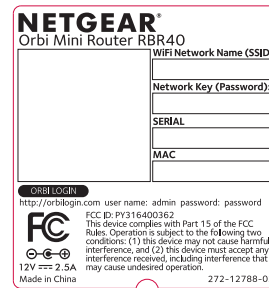 NETGEAR®
Orbi Mini Router RBR40
WiFi Network Name (SSID
Network Key (Password):
SERIAL
MAC
ORBI LOGIN
http://orbilogin.com user name: admin password: password
FCC ID: PY316400362
This device complies with Part 15 of the FCC
Rules. Operation is subject to the following two
conditions: (1) this device may not cause harmful
interference, and (2) this device must accept any
interference received, including interference that
may cause undesired operation.
FC
12V 2.5A
Made in China
272-12788-0